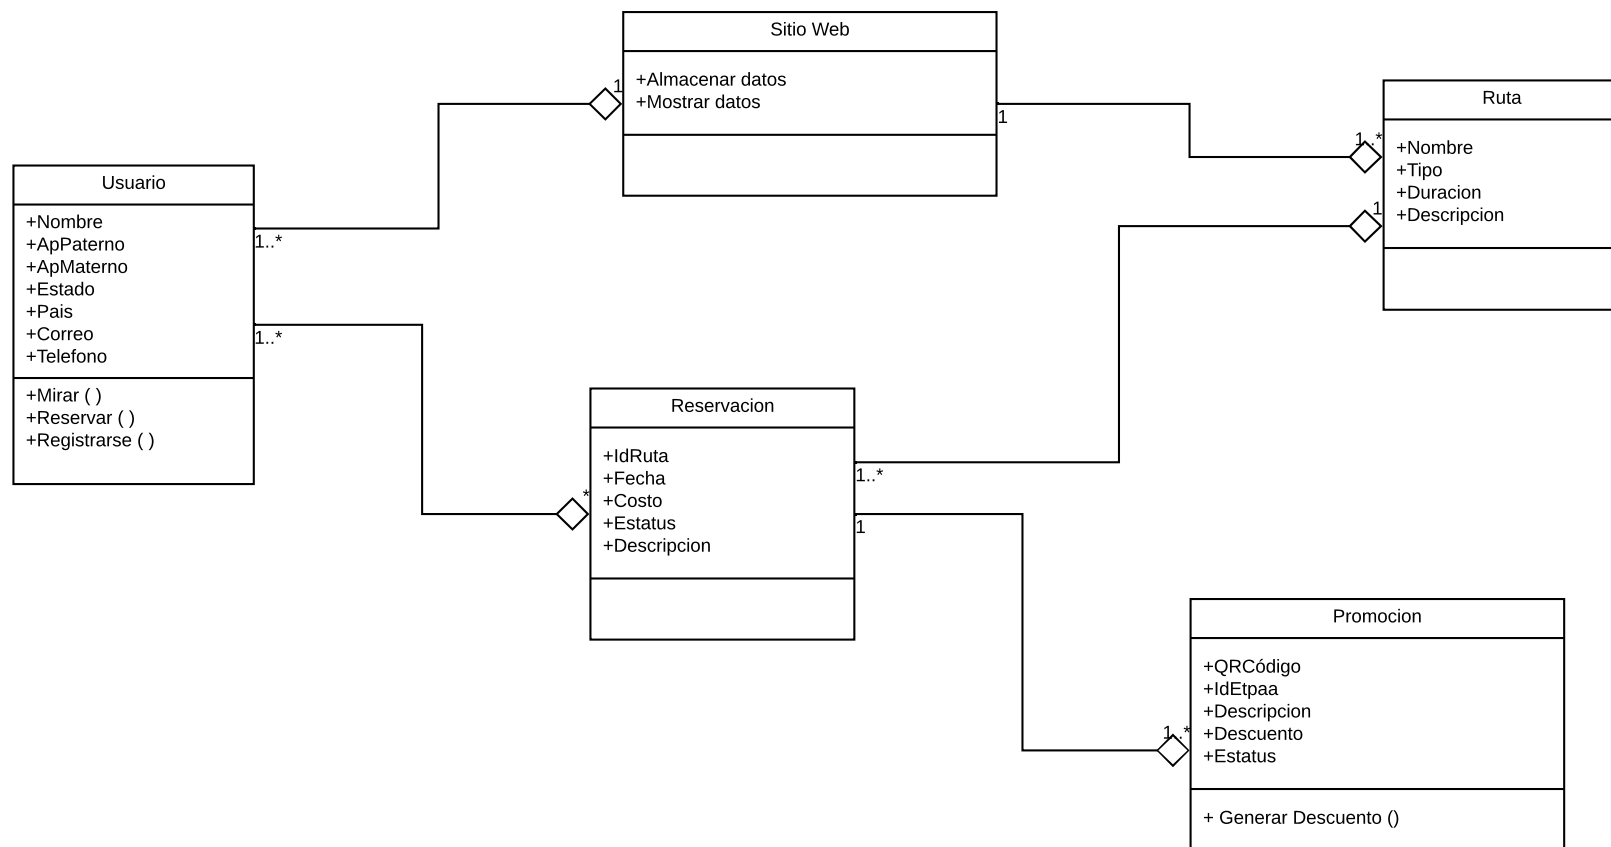 Sitio Web
+Almacenar datos
+Mostrar datos
1
1
Ruta
+Nombre
+Tipo
+Duracion
+Descripcion
1..*
1
Usuario
+Nombre
+ApPaterno
+ApMaterno
+Estado
+Pais
+Correo
+Telefono
+Mirar ( )
+Reservar ( )
+Registrarse ( )
1..*
1..*
Reservacion
+IdRuta
+Fecha
+Costo
+Estatus
+Descripcion
*
1..*
1
Promocion
+QRCódigo
+IdEtpaa
+Descripcion
+Descuento
+Estatus
1..*
+ Generar Descuento ()